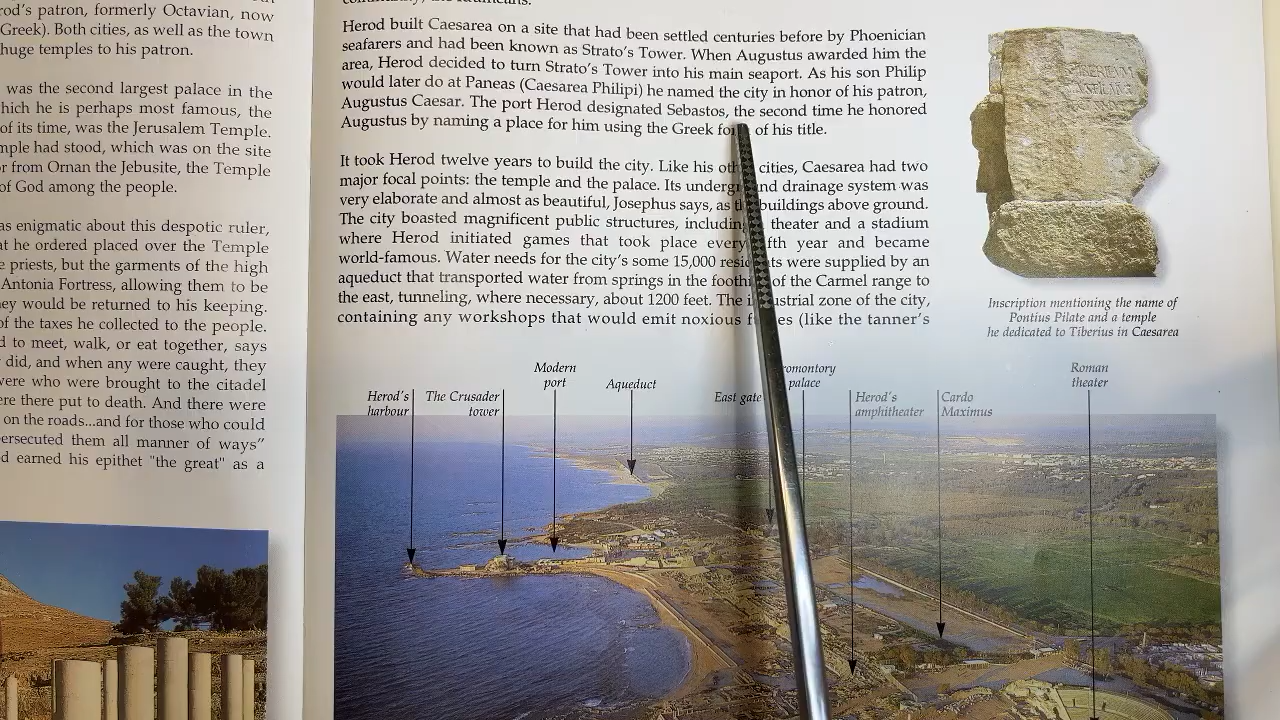 rod's patron, formerly Octavian, now
Greek). Both cities, as well as the town
huge temples to his patron.
was the second largest palace in the
hich he is perhaps most famous, the
of its time, was the Jerusalem Temple.
mple had stood, which was on the site
r from Ornan the Jebusite, the Temple
of God among the people.
as enigmatic about this despotic ruler,
at he ordered placed over the Temple
e priests, but the garments of the high
Antonia Fortress, allowing them to be
ey would be returned to his keeping.
of the taxes he collected to the people.
d to meet, walk, or eat together, says
did, and when any were caught, they
were who were brought to the citadel
ere there put to death. And there were
on the roads...and for those who could
ersecuted them all manner of ways"
d earned his epithet "the great" as a
Herod built Caesarea on a site that had been settled centuries before by Phoenician
seafarers and had been known as Strato's Tower. When Augustus awarded him the
area, Herod decided to turn Strato's Tower into his main seaport. As his son Philip
would later do at Paneas (Caesarea Philipi) he named the city in honor of his patron,
Augustus Caesar. The port Herod designated Sebastos, the second time he honored
Augustus by naming a place for him using the Greek of his title.
It took Herod twelve years to build the city. Like his cities, Caesarea had two
major focal points: the temple and the palace. Its drainage system was
very elaborate and almost as beautiful, Josephus says, as buildings above ground.
The city boasted magnificent public structures, theater and a stadium
where Herod initiated games that took place every year and became
world-famous. Water needs for the city's some 15,000 were supplied by an
aqueduct that transported water from springs in the of the Carmel range to
the east, tunneling, where necessary, about 1200 feet. The zone of the city,
containing any workshops that would emit noxious (like the tanner's
Inscription mentioning the name of
Pontius Pilate and a temple
he dedicated to Tiberius in Caesarea
Herod's
harbour
The Crusader
tower
Modern
port
Aqueduct
East gate
palace
Herod's
amphitheater
Cardo
Maximus
Roman
theater